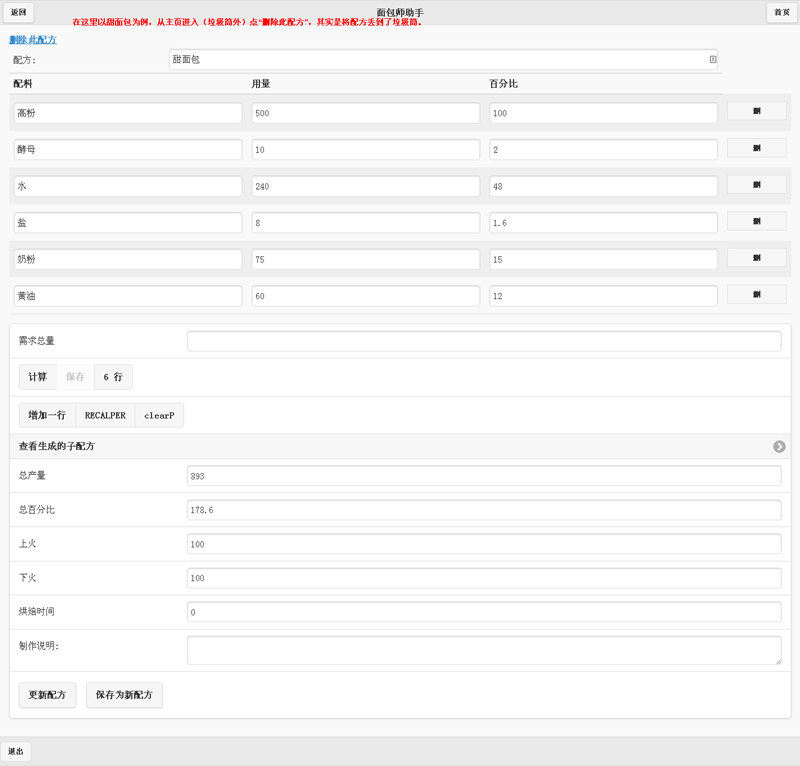 返回
面包师助手
首页
在这里以甜面包为例，从主页进入（垃圾筒外）点“删除此配方”，其实是将配方丢到了垃圾筒。
删除此配方
配方: 甜面包
配料 用量 百分比
高粉 500 100 删
酵母 10 2 删
水 240 48 删
盐 8 1.6 删
奶粉 75 15 删
黄油 60 12 删
需求总量
计算 保存 6 行
增加一行 RECALPER clearP
查看生成的子配方
总产量 893
总百分比 178.6
上火 100
下火 100
烘焙时间 0
制作说明:
更新配方 保存为新配方
退出